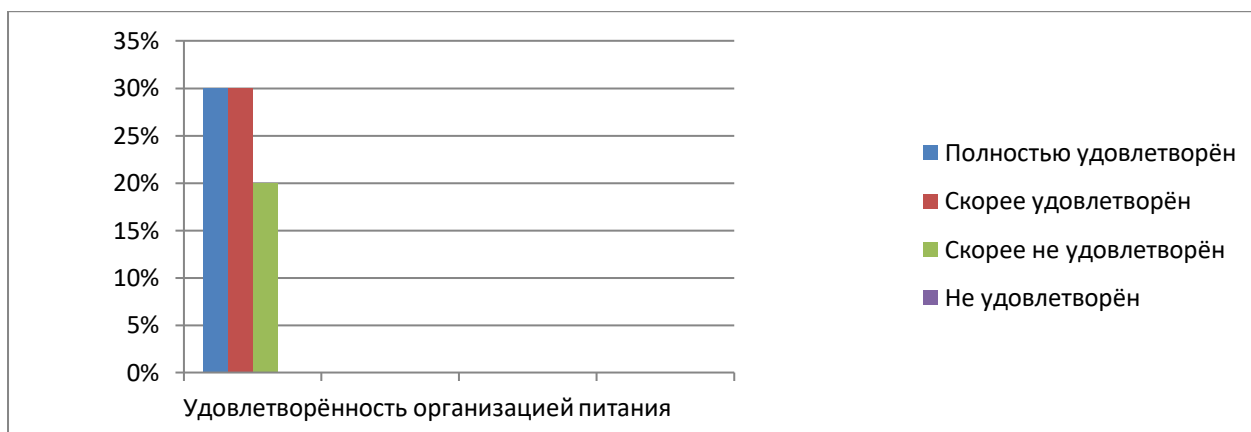 35%
30%
25%
20%
15%
10%
5%
0%
Удовлетворённость организацией питания
Полностью удовлетворён
Скорее удовлетворён
Скорее не удовлетворён
Не удовлетворён